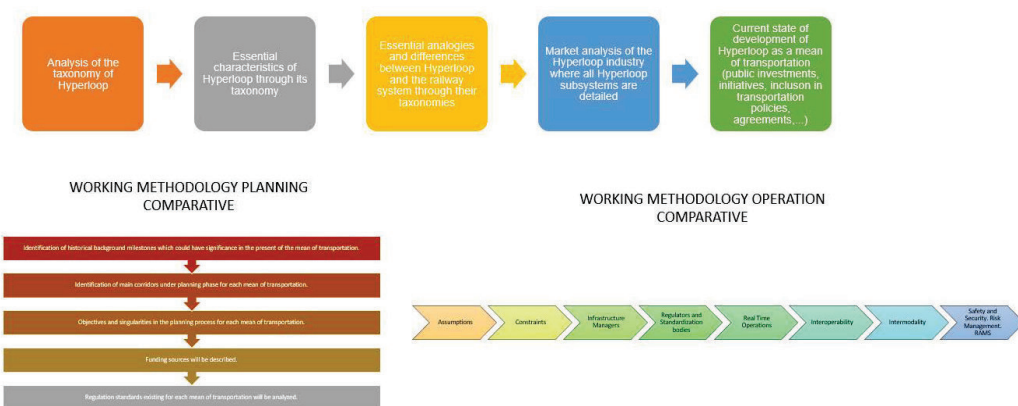 Analysis of the
taxonomy of
Hyperloop
Essential
characteristics of
Hyperloop through its
taxonomy
Essential analogies
and differences
between Hyperloop
and the railway
system through their
taxonomies
Market analysis of the
Hyperloop industry
where all Hyperloop
subsystems are
detailed
Current state of
development of
Hyperloop as a mean
of transportation
(public investments,
initiatives, incluson in
transportation
policies,
agreements,...)
WORKING METHODOLOGY PLANNING
COMPARATIVE
Identification of historical background milestones which could have significance in the present of the mean of transportation.
Identification of main corridors under planning phase for each mean of transportation.
Objectives and singularities in the planning process for each mean of transportation.
Funding sources will be described.
Regulation standards existing for each mean of transportation will be analyzed.
WORKING METHODOLOGY OPERATION
COMPARATIVE
Assumptions
Constraints
Infrastructure
Managers
Regulators and
Standardization
bodies
Real Time
Operations
Interoperability
Intermodality
Safety and
Security. Risk
Management.
RAMS